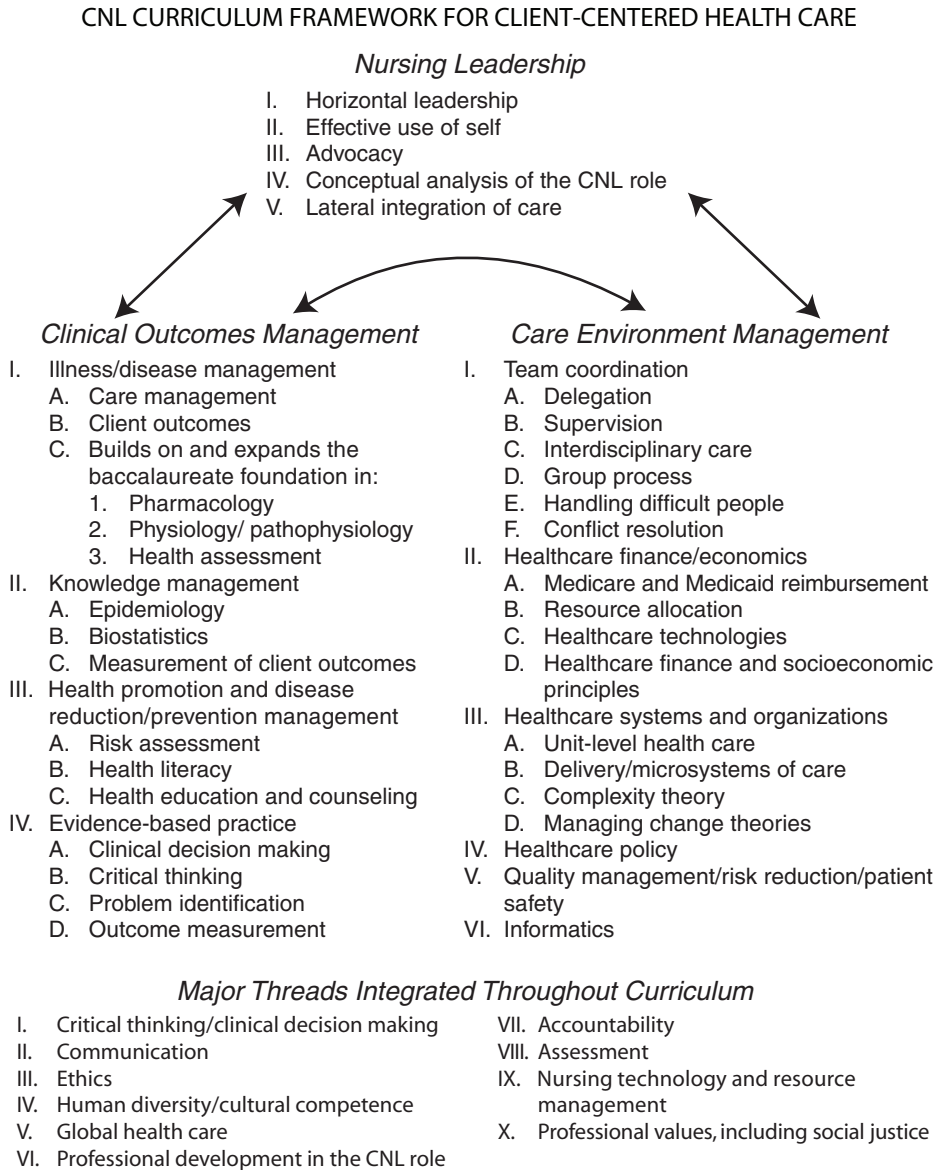 CNL CURRICULUM FRAMEWORK FOR CLIENT-CENTERED HEALTH CARE
Nursing Leadership
I. Horizontal leadership
II. Effective use of self
III. Advocacy
IV. Conceptual analysis of the CNL role
V. Lateral integration of care
Clinical Outcomes Management
I. Illness/disease management
A. Care management
B. Client outcomes
C. Builds on and expands the
baccalaureate foundation in:
1. Pharmacology
2. Physiology/ pathophysiology
3. Health assessment
II. Knowledge management
A. Epidemiology
B. Biostatistics
C. Measurement of client outcomes
III. Health promotion and disease
reduction/prevention management
A. Risk assessment
B. Health literacy
C. Health education and counseling
IV. Evidence-based practice
A. Clinical decision making
B. Critical thinking
C. Problem identification
D. Outcome measurement
Care Environment Management
I. Team coordination
A. Delegation
B. Supervision
C. Interdisciplinary care
D. Group process
E. Handling difficult people
F. Conflict resolution
II. Healthcare finance/economics
A. Medicare and Medicaid reimbursement
B. Resource allocation
C. Healthcare technologies
D. Healthcare finance and socioeconomic
principles
III. Healthcare systems and organizations
A. Unit-level health care
B. Delivery/microsystems of care
C. Complexity theory
D. Managing change theories
IV. Healthcare policy
V. Quality management/risk reduction/patient
safety
VI. Informatics
Major Threads Integrated Throughout Curriculum
I. Critical thinking/clinical decision making
II. Communication
III. Ethics
IV. Human diversity/cultural competence
V. Global health care
VI. Professional development in the CNL role
VII. Accountability
VIII. Assessment
IX. Nursing technology and resource
management
X. Professional values, including social justice